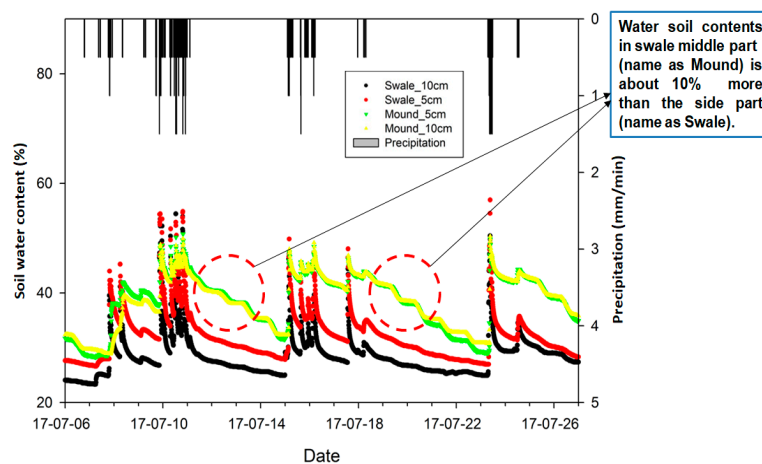 Water soil contents
in swale middle part
(name as Mound) is
about 10% more
than the side part
(name as Swale).
Swale_10cm
Swale_5cm
Mound_5cm
Mound_10cm
Precipitation
Soil water content (%)
80
60
40
20
Precipitation (mm/min)
0
1
2
3
4
5
17-07-06
17-07-10
17-07-14
17-07-18
17-07-22
17-07-26
Date